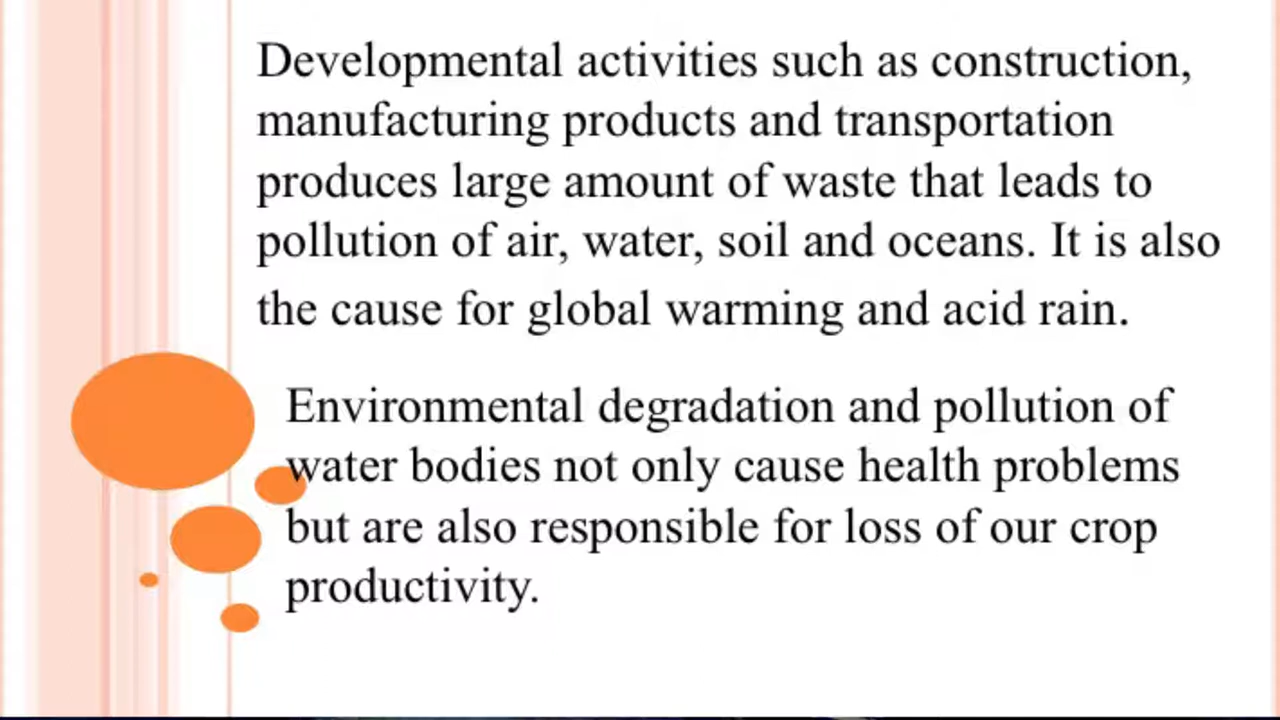 Developmental activities such as construction,
manufacturing products and transportation
produces large amount of waste that leads to
pollution of air, water, soil and oceans. It is also
the cause for global warming and acid rain.
Environmental degradation and pollution of
water bodies not only cause health problems
but are also responsible for loss of our crop
productivity.